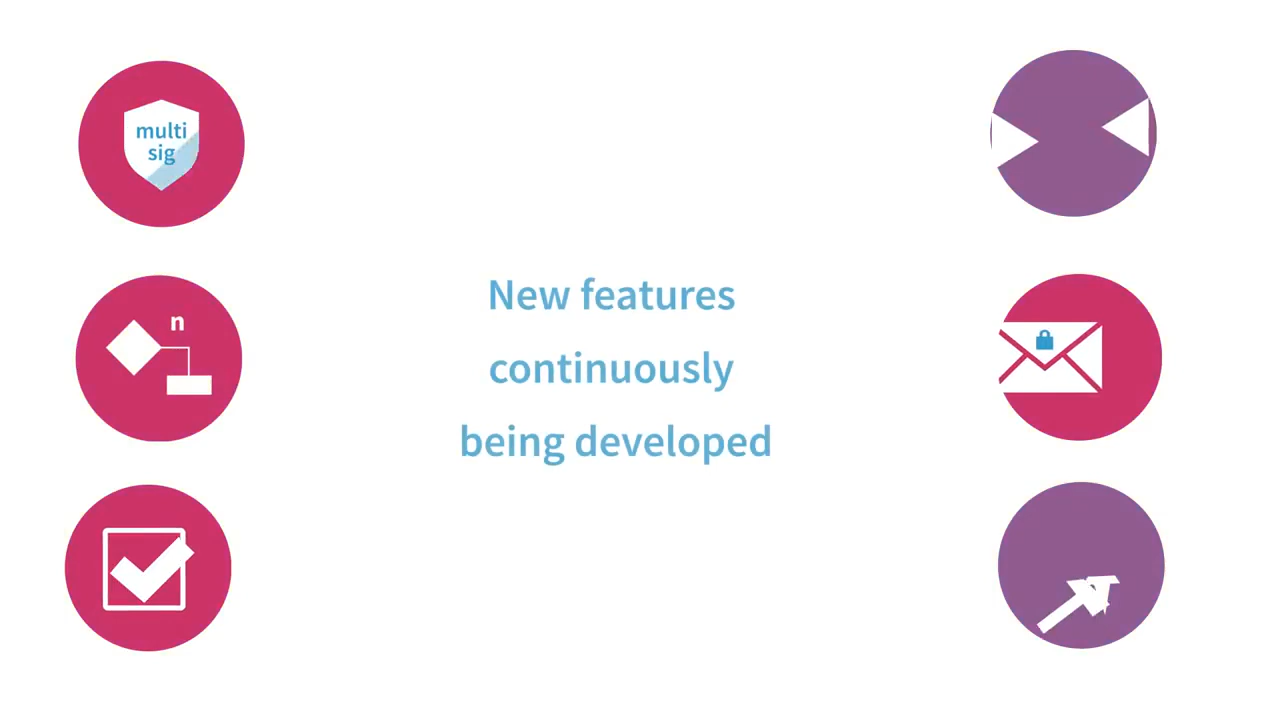 multi
sig
n
New features
continuously
being developed